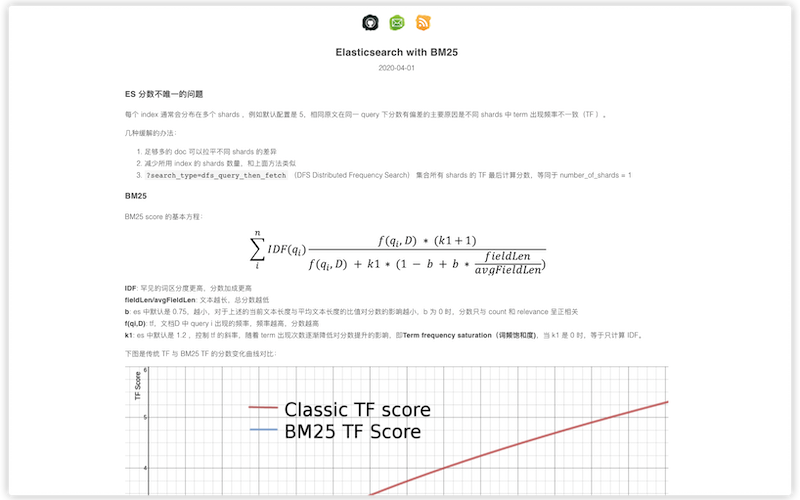 Elasticsearch with BM25
2020-04-01
ES 分数不唯一的问题
每个 index 通常会分布在多个 shards ，例如默认配置是 5，相同原文在同一 query 下分数有偏差的主要原因是不同 shards 中 term 出现频率不一致（TF ）。
几种缓解的办法：
1. 足够多的 doc 可以拉平不同 shards 的差异
2. 减少所用 index 的 shards 数量，和上面方法类似
3. ?search_type=dfs_query_then_fetch （DFS Distributed Frequency Search） 集合所有 shards 的 TF 最后计算分数，等同于 number_of_shards = 1
BM25
BM25 score 的基本方程：
∑ n i IDF(qi) f(qi, D) * (k1 + 1) / f(qi, D) + k1 * (1 - b + b * fieldLen / avgFieldLen)
IDF: 罕见的词区分度更高，分数加成更高
fieldLen/avgFieldLen: 文本越长，总分数越低
b: es 中默认是 0.75，越小，对于上述的当前文本长度与平均文本长度的比值对分数的影响越小，b 为 0 时，分数只与 count 和 relevance 呈正相关
f(qi,D): tf，文档D 中 query i 出现的频率，频率越高，分数越高
k1: es 中默认是 1.2 ，控制 tf 的斜率，随着 term 出现次数逐渐降低对分数提升的影响，即Term frequency saturation（词频饱和度)，当 k1 是 0 时，等于只计算 IDF。
下图是传统 TF 与 BM25 TF 的分数变化曲线对比：
TF Score
6
Classic TF score
5
BM25 TF Score
4